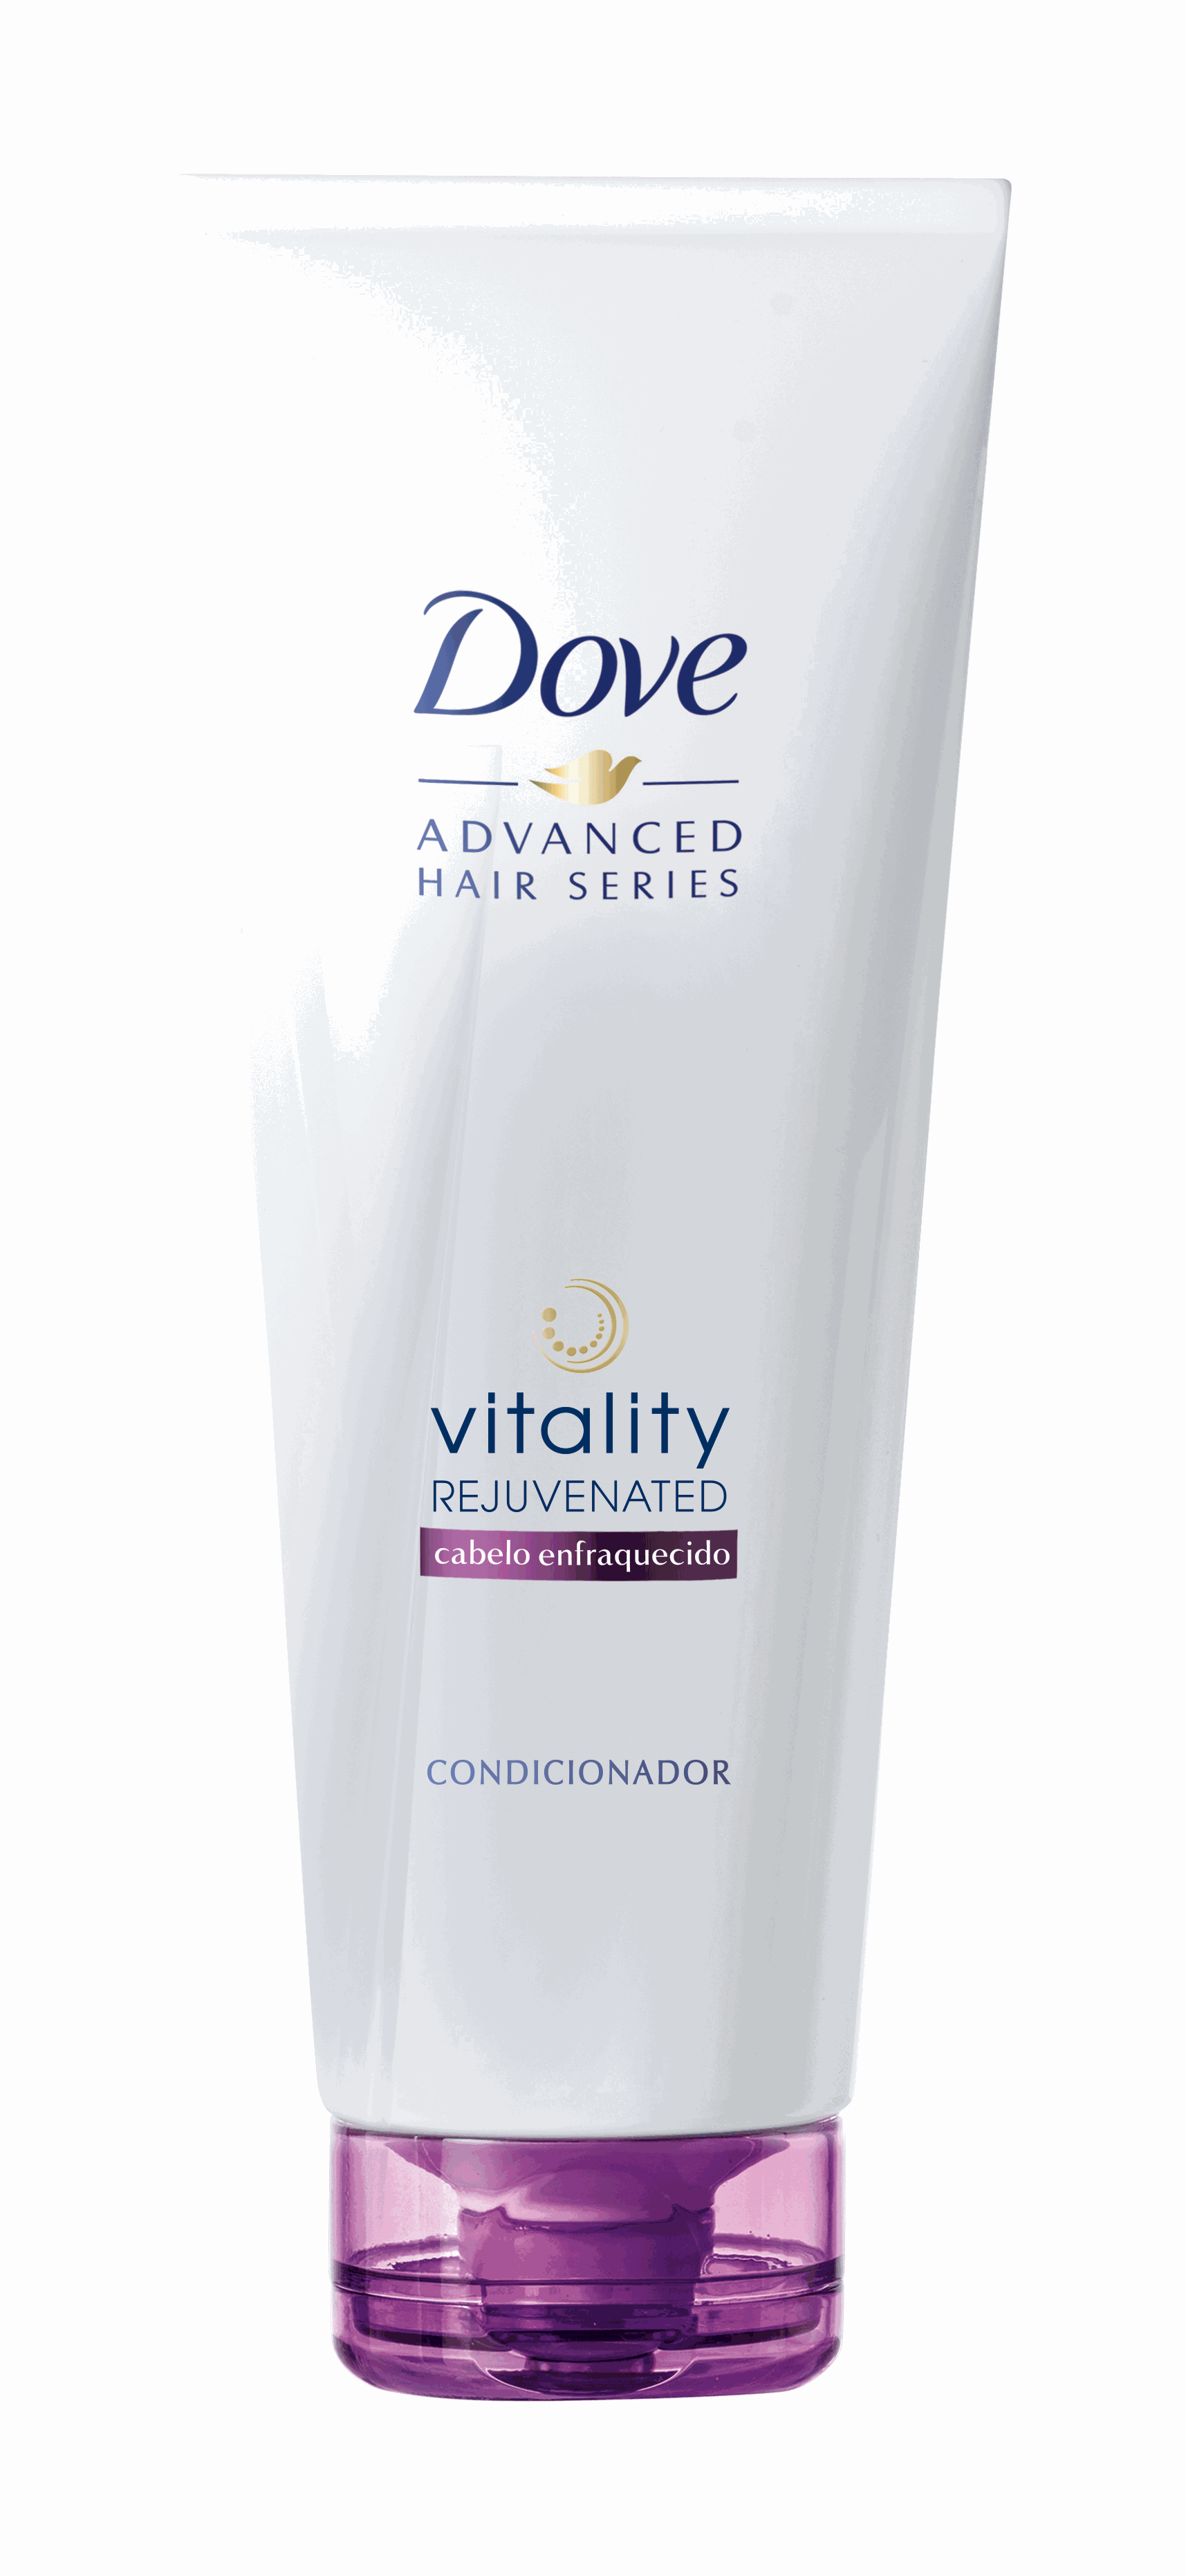 Dove
ADVANCED
HAIR SERIES
vitality
REJUVENATED
cabelo enfraquecido
CONDICIONADOR